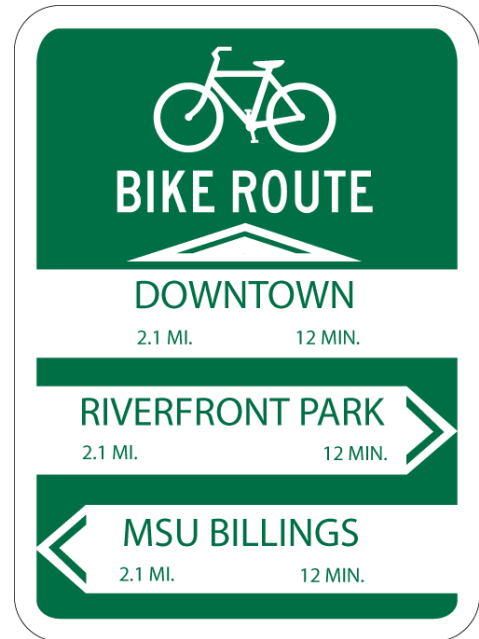 BIKE ROUTE
DOWNTOWN
2.1 MI. 12 MIN.
RIVERFRONT PARK
2.1 MI. 12 MIN.
MSU BILLINGS
2.1 MI. 12 MIN.